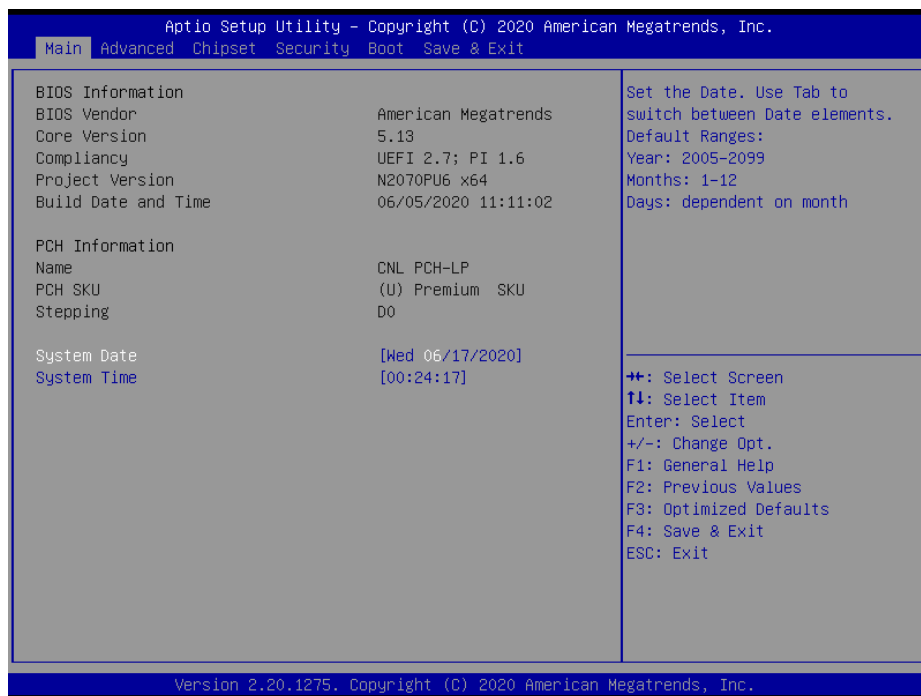 Aptio Setup Utility – Copyright (C) 2020 American Megatrends, Inc.
Main Advanced Chipset Security Boot Save & Exit
BIOS Information
BIOS Vendor American Megatrends
Core Version 5.13
Compliancy UEFI 2.7; PI 1.6
Project Version N2070PU6 x64
Build Date and Time 06/05/2020 11:11:02
PCH Information
Name CNL PCH-LP
PCH SKU (U) Premium SKU
Stepping D0
System Date [Wed 06/17/2020]
System Time [00:24:17]
Set the Date. Use Tab to
switch between Date elements.
Default Ranges:
Year: 2005-2099
Months: 1-12
Days: dependent on month
→←: Select Screen
↑↓: Select Item
Enter: Select
+/-: Change Opt.
F1: General Help
F2: Previous Values
F3: Optimized Defaults
F4: Save & Exit
ESC: Exit
Version 2.20.1275. Copyright (C) 2020 American Megatrends, Inc.